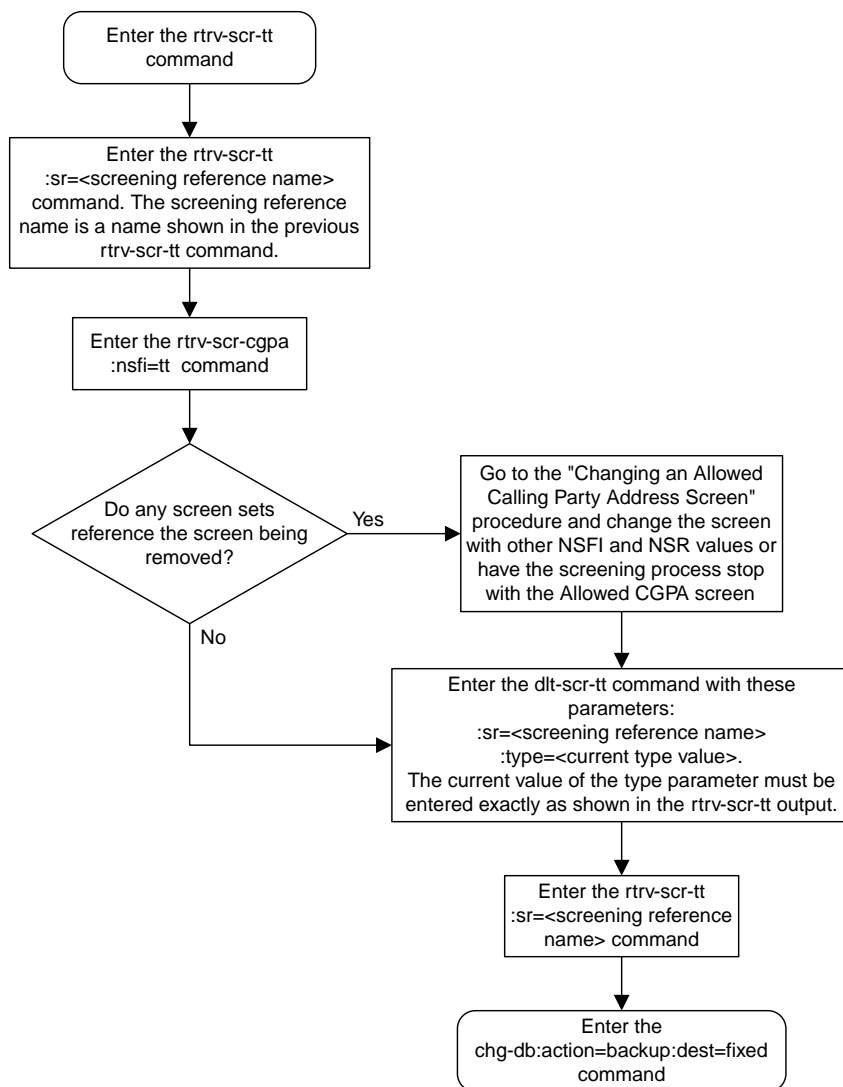 Enter the rtrv-scr-tt
command
Enter the rtrv-scr-tt
:sr=<screening reference name>
command. The screening reference
name is a name shown in the previous
rtrv-scr-tt command.
Enter the rtrv-scr-cgpa
:nsfi=tt command
Do any screen sets
reference the screen being
removed?
Yes
No
Go to the "Changing an Allowed
Calling Party Address Screen"
procedure and change the screen
with other NSFI and NSR values or
have the screening process stop
with the Allowed CGPA screen
Enter the dlt-scr-tt command with these
parameters:
:sr=<screening reference name>
:type=<current type value>.
The current value of the type parameter must be
entered exactly as shown in the rtrv-scr-tt output.
Enter the rtrv-scr-tt
:sr=<screening reference
name> command
Enter the
chg-db:action=backup:dest=fixed
command